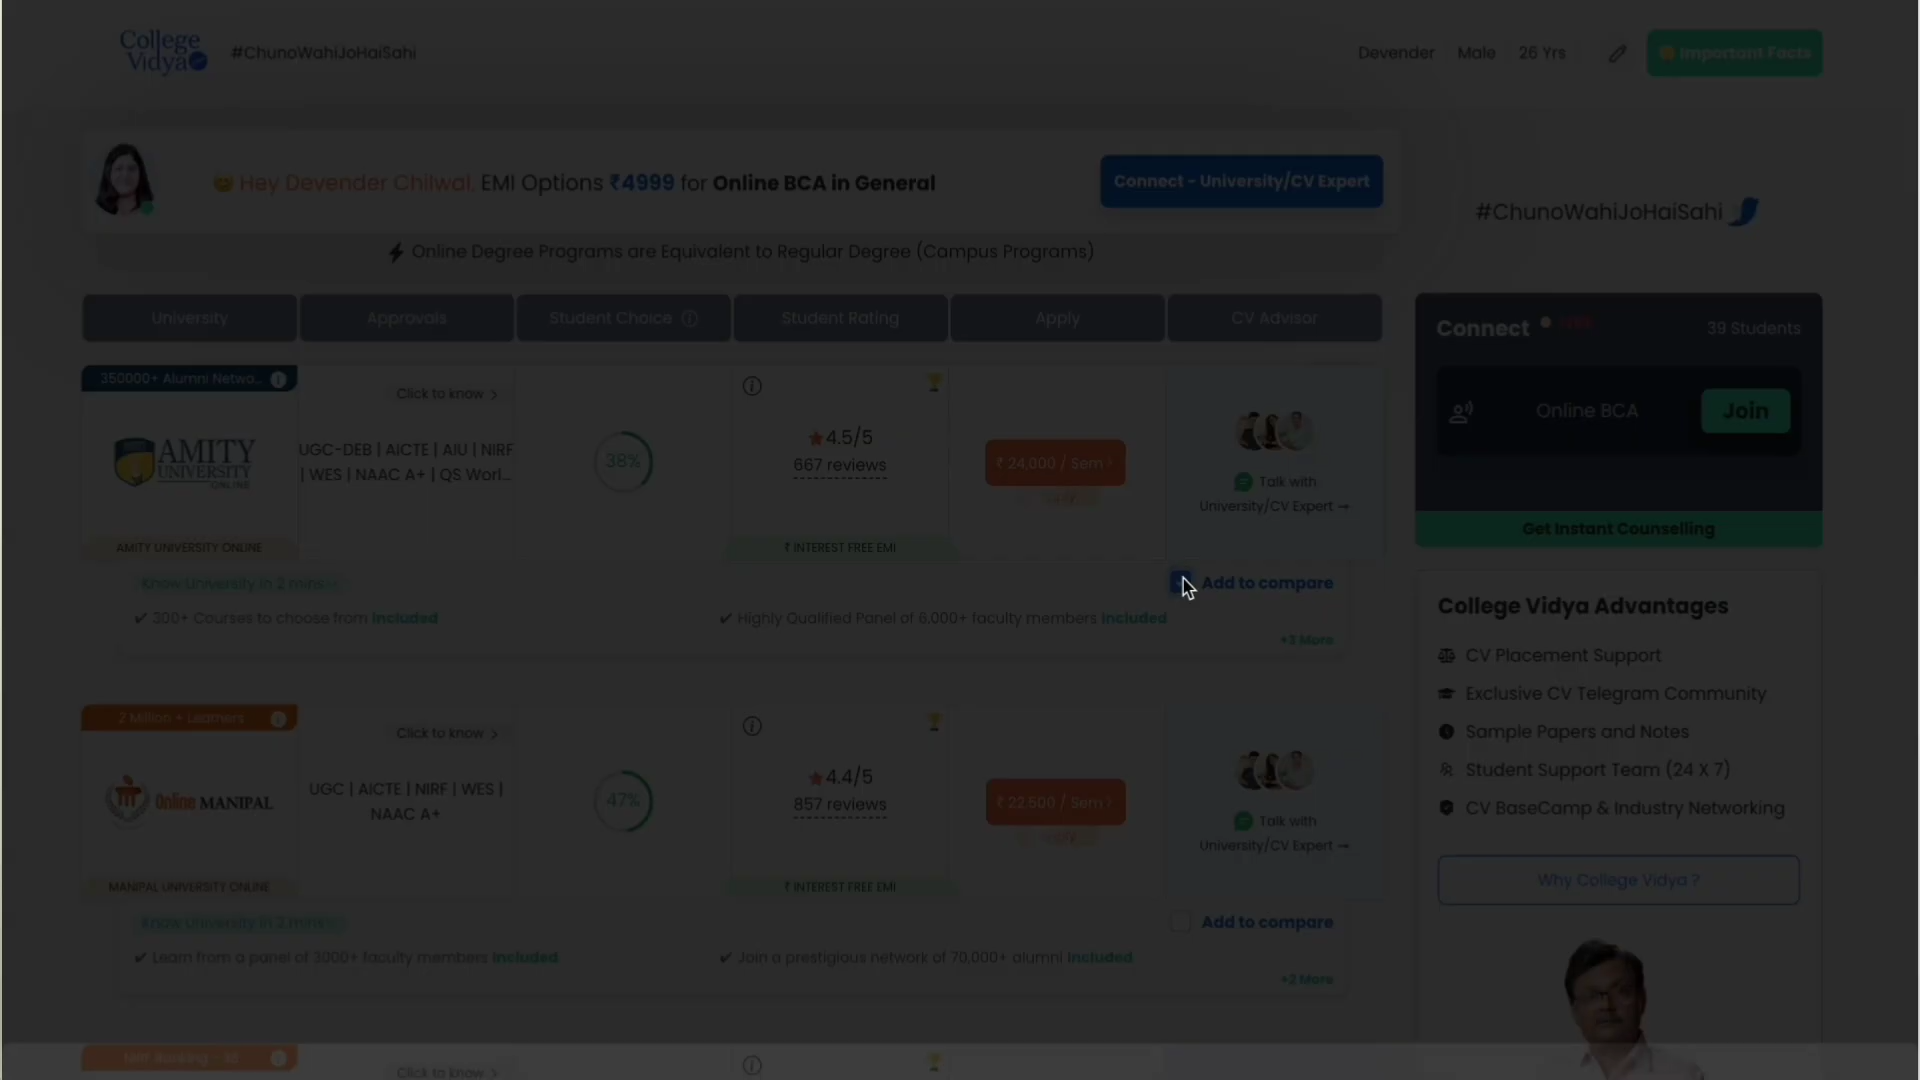 College Vidya #ChunoWahiJoHaiSahi Devender Male 26 Yrs Important Facts
Hey Devender Chilwal, EMI Options ₹4999 for Online BCA in General Connect - University/CV Expert
#ChunoWahiJoHaiSahi
Online Degree Programs are Equivalent to Regular Degree (Campus Programs)
University Approvals Student Choice Student Rating Apply CV Advisor
Connect 39 Students
Online BCA Join
Get Instant Counselling
350000+ Alumni Netwo...
Click to know >
AMITY UNIVERSITY ONLINE
UGC-DEB | AICTE | AIU | NIRF
| WES | NAAC A+ | QS Worl...
38%
4.5/5
667 reviews
₹ 24,000 / Sem >
Talk with
University/CV Expert →
AMITY UNIVERSITY ONLINE
₹ INTEREST FREE EMI
Know University in 2 mins
Add to compare
✔ 300+ Courses to choose from included
✔ Highly Qualified Panel of 6,000+ faculty members included
+3 More
College Vidya Advantages
CV Placement Support
Exclusive CV Telegram Community
Sample Papers and Notes
Student Support Team (24 X 7)
CV BaseCamp & Industry Networking
Why College Vidya ?
2 Million + Learners
Click to know >
Online MANIPAL
UGC | AICTE | NIRF | WES |
NAAC A+
47%
4.4/5
857 reviews
₹ 22,500 / Sem >
Talk with
University/CV Expert →
MANIPAL UNIVERSITY ONLINE
₹ INTEREST FREE EMI
Know University in 2 mins
Add to compare
✔ Learn from a panel of 3000+ faculty members included
✔ Join a prestigious network of 70,000+ alumni included
+2 More
Click to know >